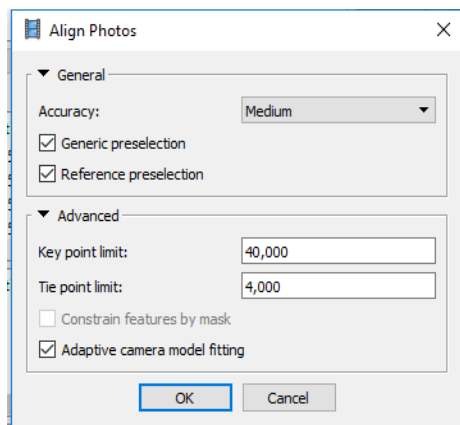 Align Photos
General
Accuracy: Medium
Generic preselection
Reference preselection
Advanced
Key point limit: 40,000
Tie point limit: 4,000
Constrain features by mask
Adaptive camera model fitting
OK Cancel